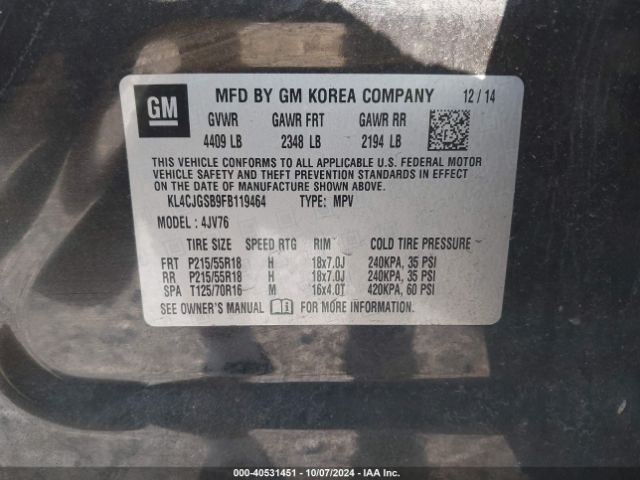 GM
MFD BY GM KOREA COMPANY 12/14
GVWR GAWR FRT GAWR RR
4409 LB 2348 LB 2194 LB
THIS VEHICLE CONFORMS TO ALL APPLICABLE U.S. FEDERAL MOTOR
VEHICLE SAFETY AND THEFT PREVENTION STANDARDS IN EFFECT
ON THE DATE OF MANUFACTURE SHOWN ABOVE.
KL4CJGSB9FB119464 TYPE: MPV
MODEL: 4JV76
TIRE SIZE SPEED RTG RIM COLD TIRE PRESSURE
FRT P215/55R18 H 18x7.0J 240KPA, 35 PSI
RR P215/55R18 H 18x7.0J 240KPA, 35 PSI
SPA T125/70R16 M 16x4.0T 420KPA, 60 PSI
SEE OWNER'S MANUAL FOR MORE INFORMATION.
000-40531451 - 10/07/2024 - IAA Inc.